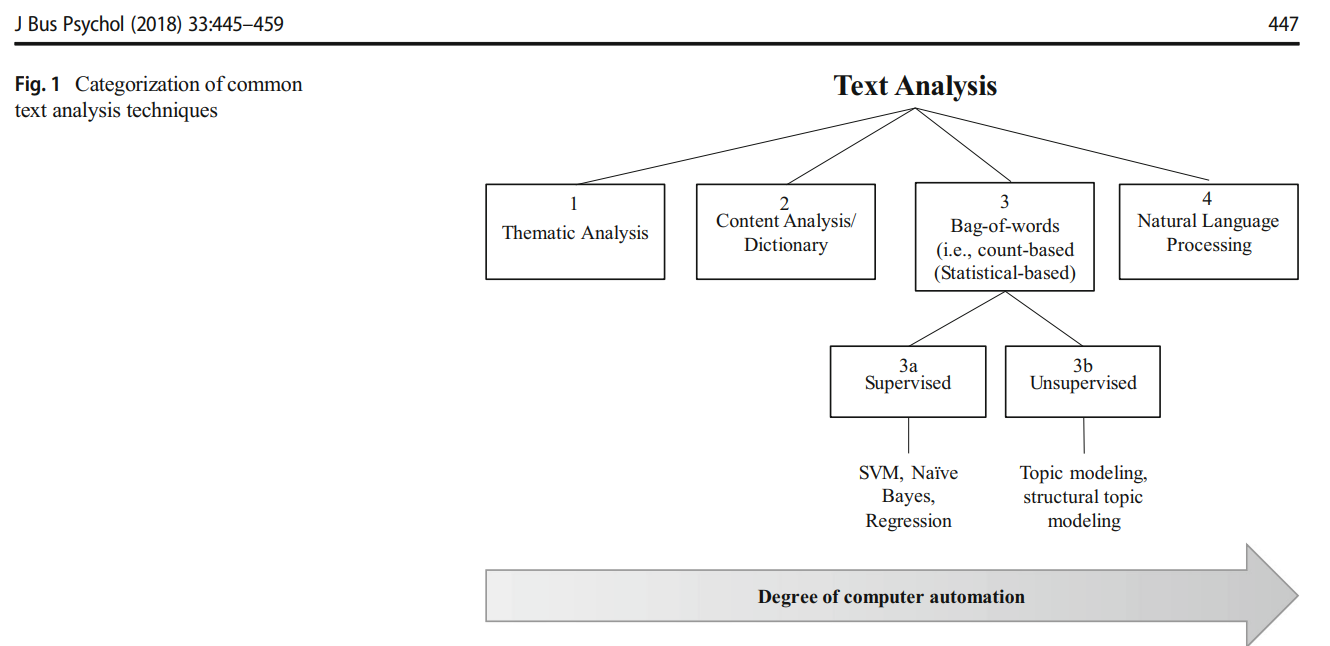 J Bus Psychol (2018) 33:445–459
447
Fig. 1 Categorization of common
text analysis techniques
Text Analysis
1
Thematic Analysis
2
Content Analysis/
Dictionary
3
Bag-of-words
(i.e., count-based
(Statistical-based)
4
Natural Language
Processing
3a
Supervised
3b
Unsupervised
SVM, Naïve
Bayes,
Regression
Topic modeling,
structural topic
modeling
Degree of computer automation